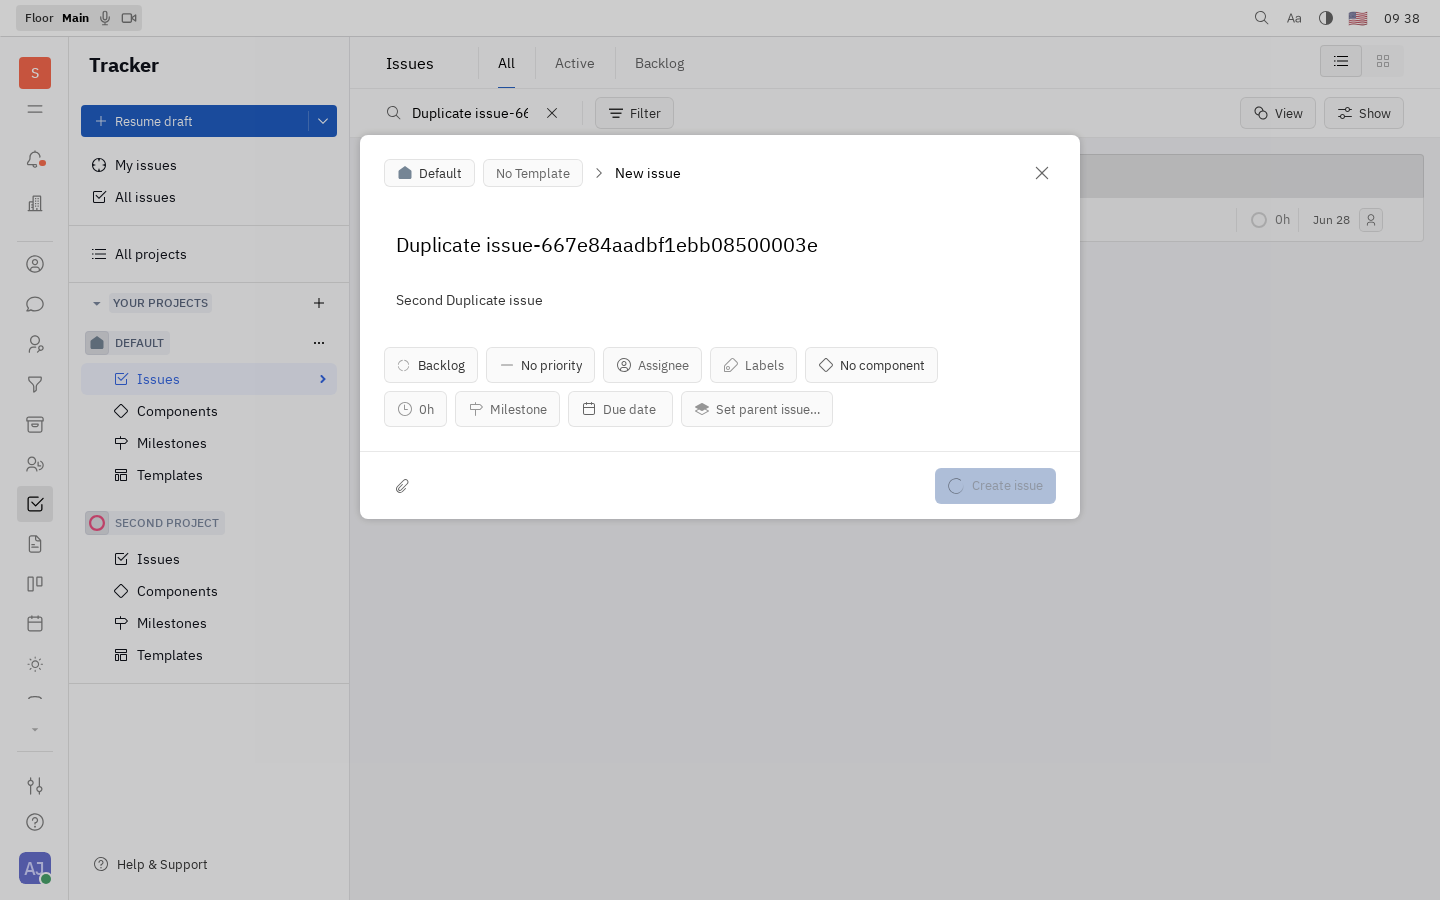 Floor Main
Aa
09 38
S
Tracker
Issues
All
Active
Backlog
Resume draft
Duplicate issue-66
Filter
View
Show
My issues
All issues
All projects
YOUR PROJECTS
DEFAULT
Issues
Components
Milestones
Templates
SECOND PROJECT
Issues
Components
Milestones
Templates
Help & Support
AJ
0h
Jun 28
Default
No Template
New issue
Duplicate issue-667e84aadbf1ebb08500003e
Second Duplicate issue
Backlog
No priority
Assignee
Labels
No component
0h
Milestone
Due date
Set parent issue...
Create issue